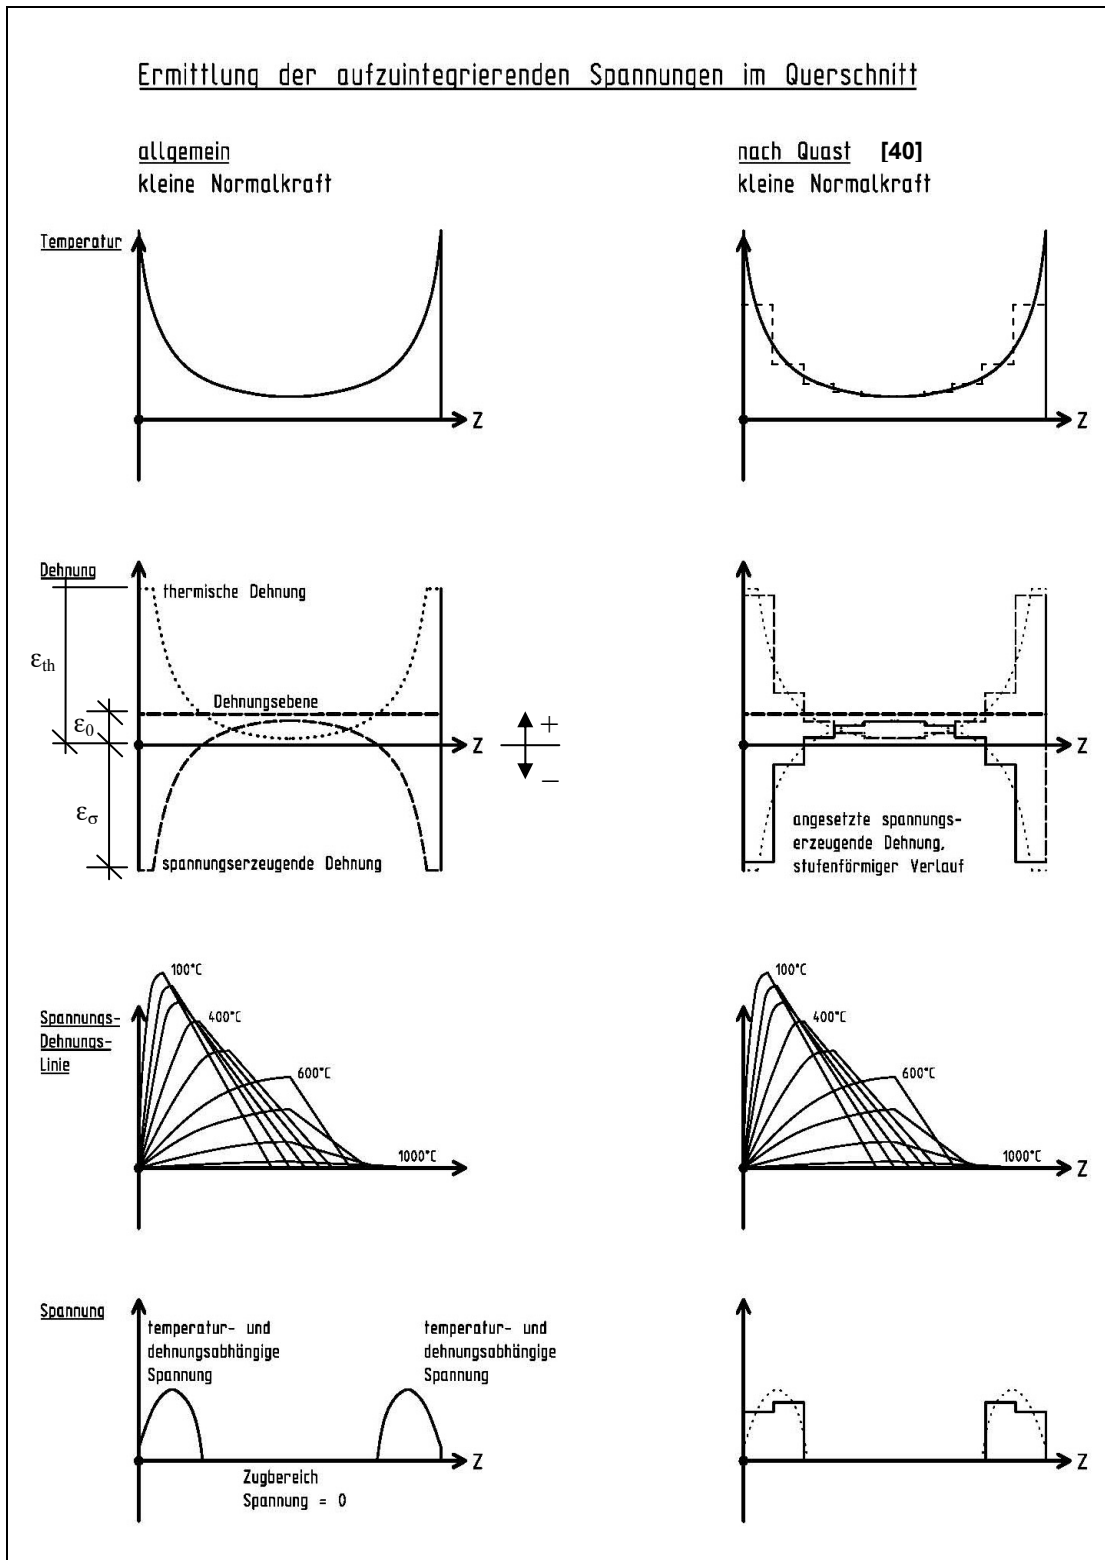 Ermittlung der aufzuintegrierenden Spannungen im Querschnitt
allgemein
kleine Normalkraft
nach Quast [40]
kleine Normalkraft
Temperatur
Z
Z
Dehnung
thermische Dehnung
εth
Dehnungsebene
ε0
Z
+
−
εσ
spannungserzeugende Dehnung
Z
angesetzte spannungs-
erzeugende Dehnung,
stufenförmiger Verlauf
Spannungs-
Dehnungs-
Linie
100°C
400°C
600°C
1000°C
100°C
400°C
600°C
1000°C
Z
Spannung
temperatur- und
dehnungsabhängige
Spannung
temperatur- und
dehnungsabhängige
Spannung
Z
Zugbereich
Spannung = 0
Z